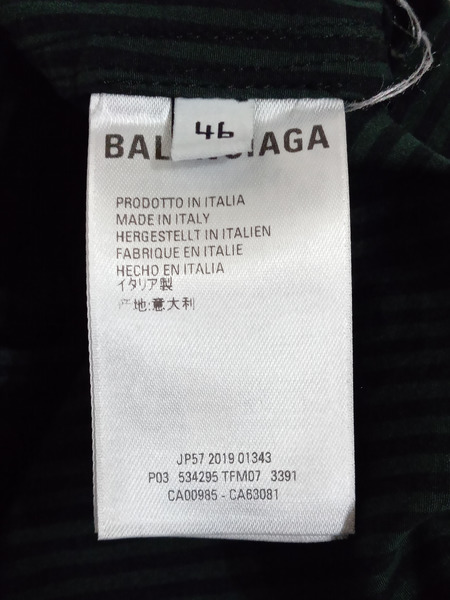 46
BALENCIAGA
PRODOTTO IN ITALIA
MADE IN ITALY
HERGESTELLT IN ITALIEN
FABRIQUE EN ITALIE
HECHO EN ITALIA
イタリア製
产地:意大利
JP57 2019 01343
P03 534295 TFM07 3391
CA00985 - CA63081